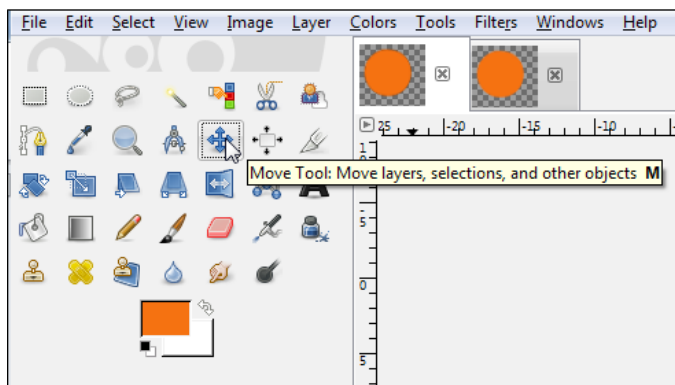 File Edit Select View Image Layer Colors Tools Filters Windows Help
25 -20 -15 -10
1
Move Tool: Move layers, selections, and other objects M
5
0
5